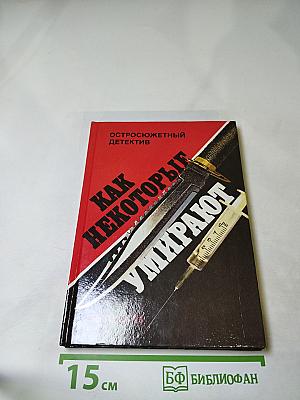 ОСТРОСЮЖЕТНЫЙ
ДЕТЕКТИВ
КАК
НЕКОТОРЫЕ
УМИРАЮТ
15 см
БФ БИБЛИОФАН